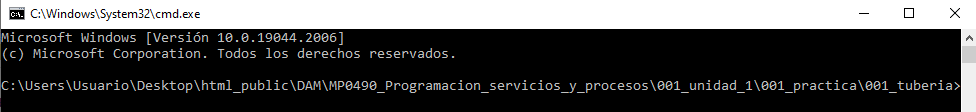 C:\Windows\System32\cmd.exe
Microsoft Windows [Versión 10.0.19044.2006]
(c) Microsoft Corporation. Todos los derechos reservados.
C:\Users\Usuario\Desktop\html_public\DAM\MP0490_Programacion_servicios_y_procesos\001_unidad_1\001_practica\001_tuberia>